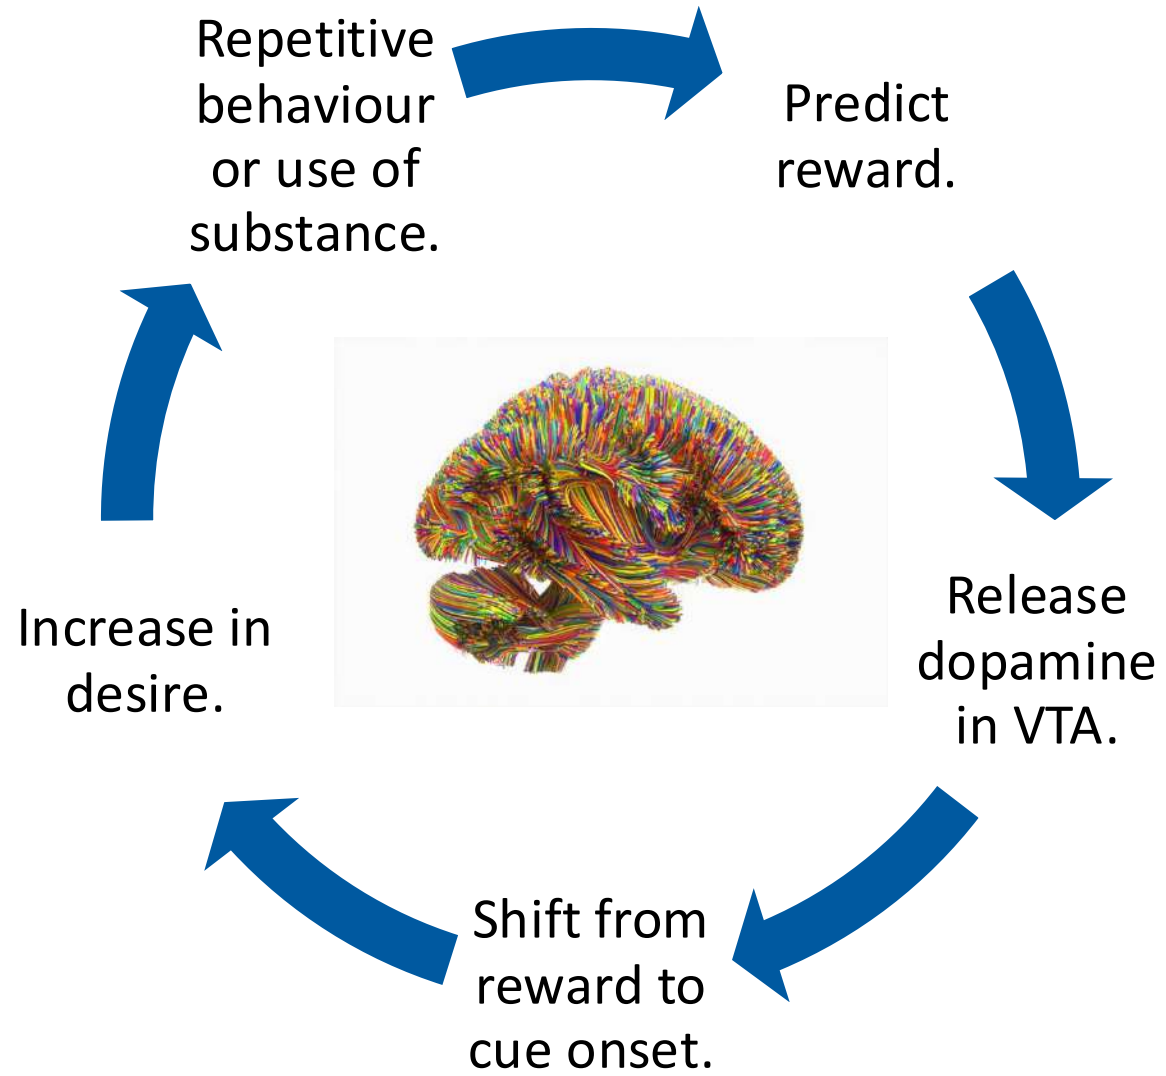 Repetitive
behaviour
or use of
substance.
Predict
reward.
Release
dopamine
in VTA.
Shift from
reward to
cue onset.
Increase in
desire.